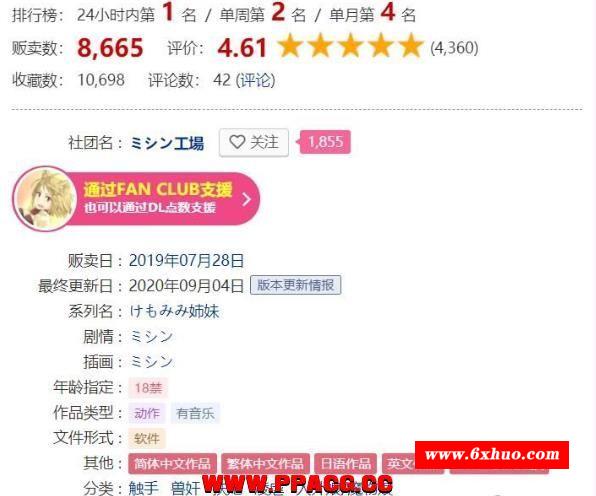 排行榜: 24小时内第 1 名 / 单周第 2 名 / 单月第 4 名
贩卖数: 8,665 评价: 4.61 ★★★★★ (4,360)
收藏数: 10,698 评论数: 42 (评论)
社团名: ミシン工場 关注 1,855
通过FAN CLUB支援
也可以通过DL点数支援
贩卖日: 2019年07月28日
最终更新日: 2020年09月04日 版本更新情报
系列名: けもみみ姉妹
剧情: ミシン
插画: ミシン
年龄指定: 18禁
作品类型: 动作 有音乐
文件形式: 软件
其他: 简体中文作品 繁体中文作品 日语作品 英文
www.6xhuo.com
分类: 触手 兽奸
WWW.PPACG.CC